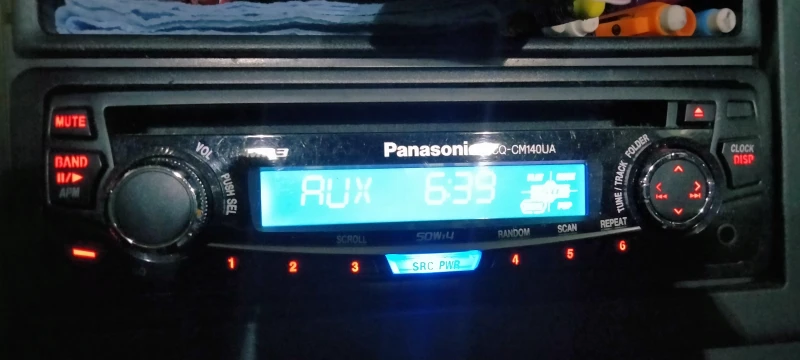 MUTE
VOL
Panasonic CQ-CM140UA
FOLDER
CLOCK
DISP
BAND
APM
PUSH SEL
AUX 6:39
TUNE / TRACK
SCROLL
50Wx4
RANDOM
SCAN
REPEAT
1
2
3
SRC PWR
4
5
6